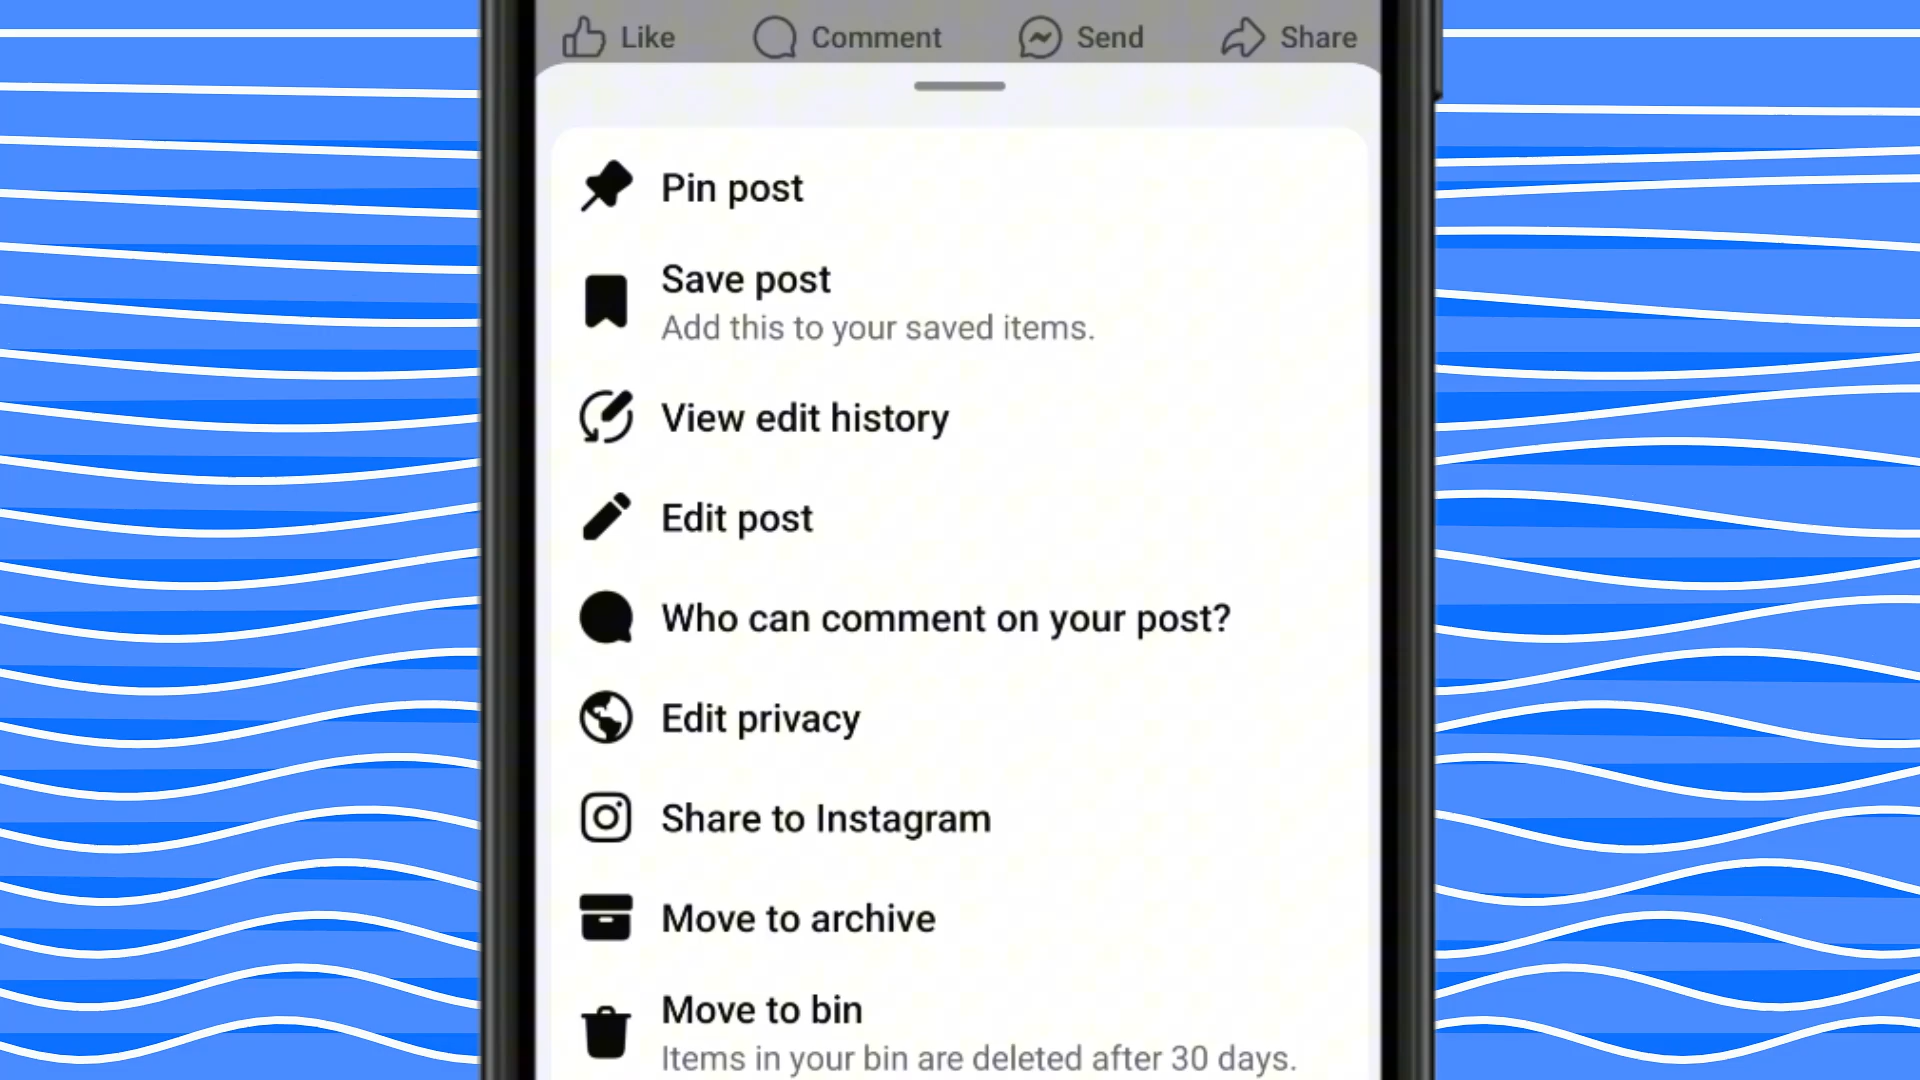 Like Comment Send Share
Pin post
Save post
Add this to your saved items.
View edit history
Edit post
Who can comment on your post?
Edit privacy
Share to Instagram
Move to archive
Move to bin
Items in your bin are deleted after 30 days.